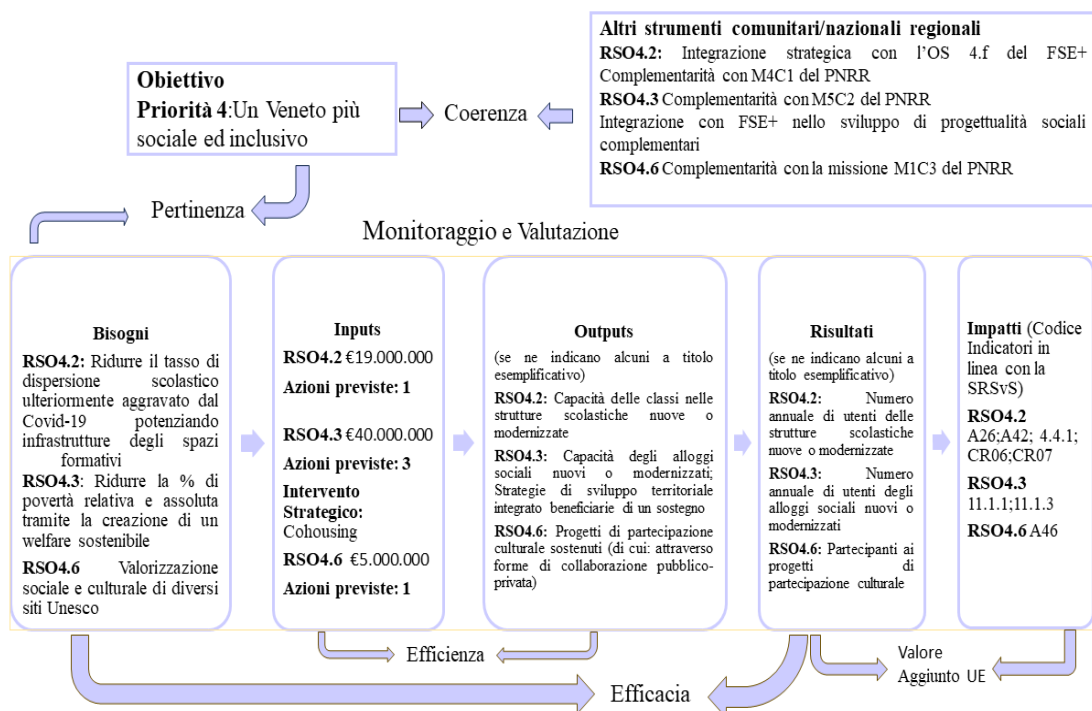 Altri strumenti comunitari/nazionali regionali
RSO4.2: Integrazione strategica con l'OS 4.f del FSE+
Complementarità con M4C1 del PNRR
RSO4.3 Complementarità con M5C2 del PNRR
Integrazione con FSE+ nello sviluppo di progettualità sociali
complementari
RSO4.6 Complementarità con la missione M1C3 del PNRR
Obiettivo
Priorità 4:Un Veneto più
sociale ed inclusivo
Coerenza
Pertinenza
Monitoraggio e Valutazione
Bisogni
RSO4.2: Ridurre il tasso di
dispersione scolastico
ulteriormente aggravato dal
Covid-19 potenziando
infrastrutture degli spazi
formativi
RSO4.3: Ridurre la % di
povertà relativa e assoluta
tramite la creazione di un
welfare sostenibile
RSO4.6 Valorizzazione
sociale e culturale di diversi
siti Unesco
Inputs
RSO4.2 €19.000.000
Azioni previste: 1
RSO4.3 €40.000.000
Azioni previste: 3
Intervento
Strategico:
Cohousing
RSO4.6 €5.000.000
Azioni previste: 1
Outputs
(se ne indicano alcuni a titolo
esemplificativo)
RSO4.2: Capacità delle classi nelle
strutture scolastiche nuove o
modernizzate
RSO4.3: Capacità degli alloggi
sociali nuovi o modernizzati;
Strategie di sviluppo territoriale
integrato beneficiarie di un sostegno
RSO4.6: Progetti di partecipazione
culturale sostenuti (di cui: attraverso
forme di collaborazione pubblico-
privata)
Risultati
(se ne indicano alcuni a
titolo esemplificativo)
RSO4.2: Numero
annuale di utenti delle
strutture scolastiche
nuove o modernizzate
RSO4.3: Numero
annuale di utenti degli
alloggi sociali nuovi o
modernizzati
RSO4.6: Partecipanti ai
progetti di
partecipazione culturale
Impatti (Codice
Indicatori in
linea con la
SRSvS)
RSO4.2
A26;A42; 4.4.1;
CR06;CR07
RSO4.3
11.1.1;11.1.3
RSO4.6 A46
Efficienza
Valore
Aggiunto UE
Efficacia